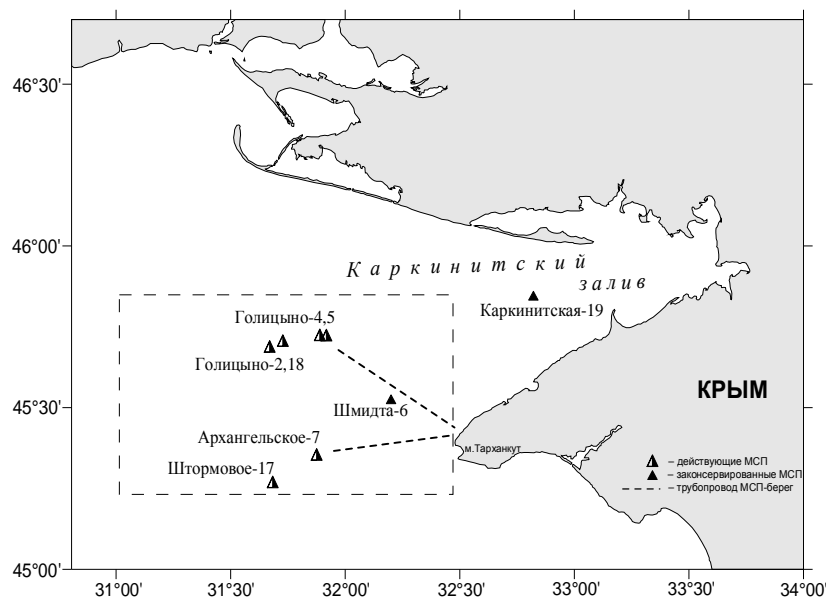 46°30'
46°00'
45°30'
45°00'
Каркинитский
залив
Каркинитская-19
Голицыно-4,5
Голицыно-2,18
Шмидта-6
Архангельское-7
Штормовое-17
КРЫМ
м.Тарханкут
– действующие МСП
– законсервированные МСП
– трубопровод МСП-берег
31°00' 31°30' 32°00' 32°30' 33°00' 33°30' 34°00'